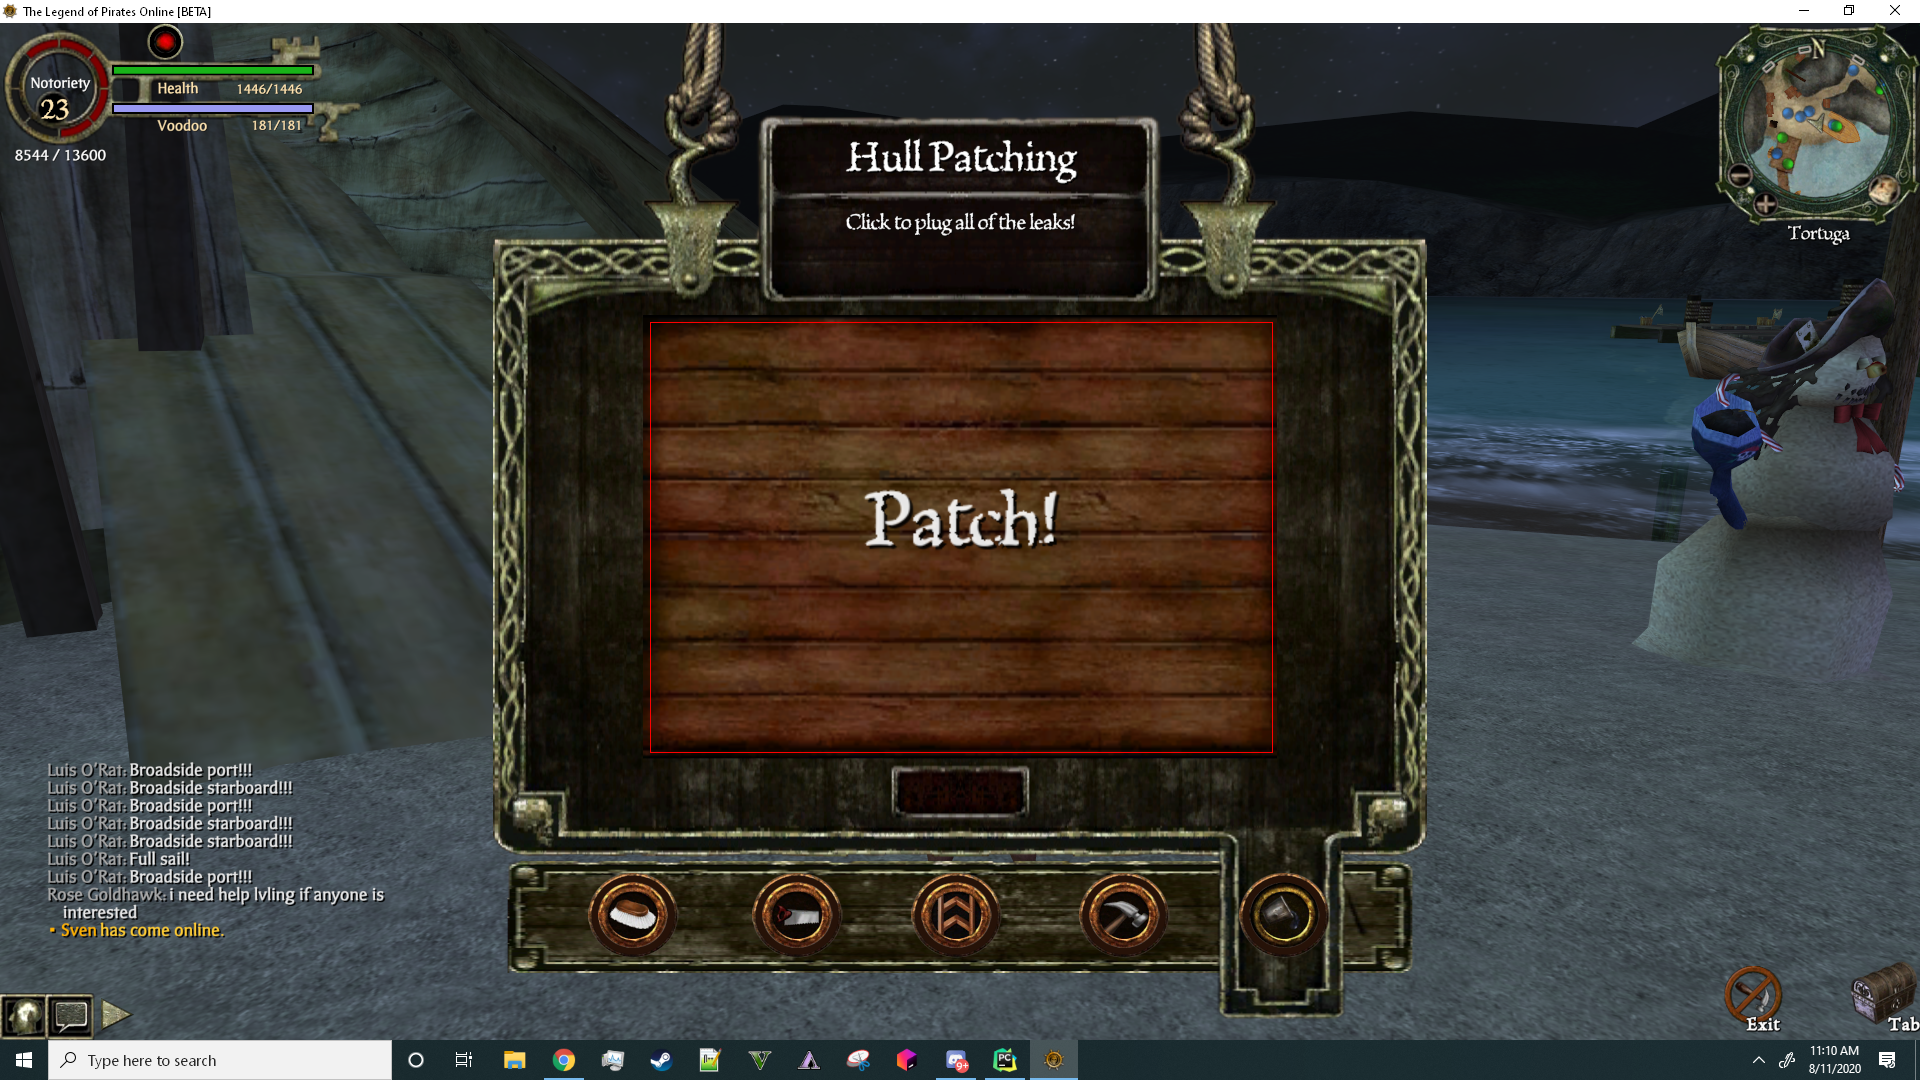 The Legend of Pirates Online [BETA]
Notoriety
23
8544 / 13600
Health 1446/1446
Voodoo 181/181
Hull Patching
Click to plug all of the leaks!
N
Tortuga
Patch!
Luis O'Rat: Broadside port!!!
Luis O'Rat: Broadside starboard!!!
Luis O'Rat: Broadside port!!!
Luis O'Rat: Broadside starboard!!!
Luis O'Rat: Broadside starboard!!!
Luis O'Rat: Full sail!
Luis O'Rat: Broadside port!!!
Rose Goldhawk: i need help lvling if anyone is
interested
▪ Sven has come online.
Exit
Tab
Type here to search
9+
PC
11:10 AM
8/11/2020